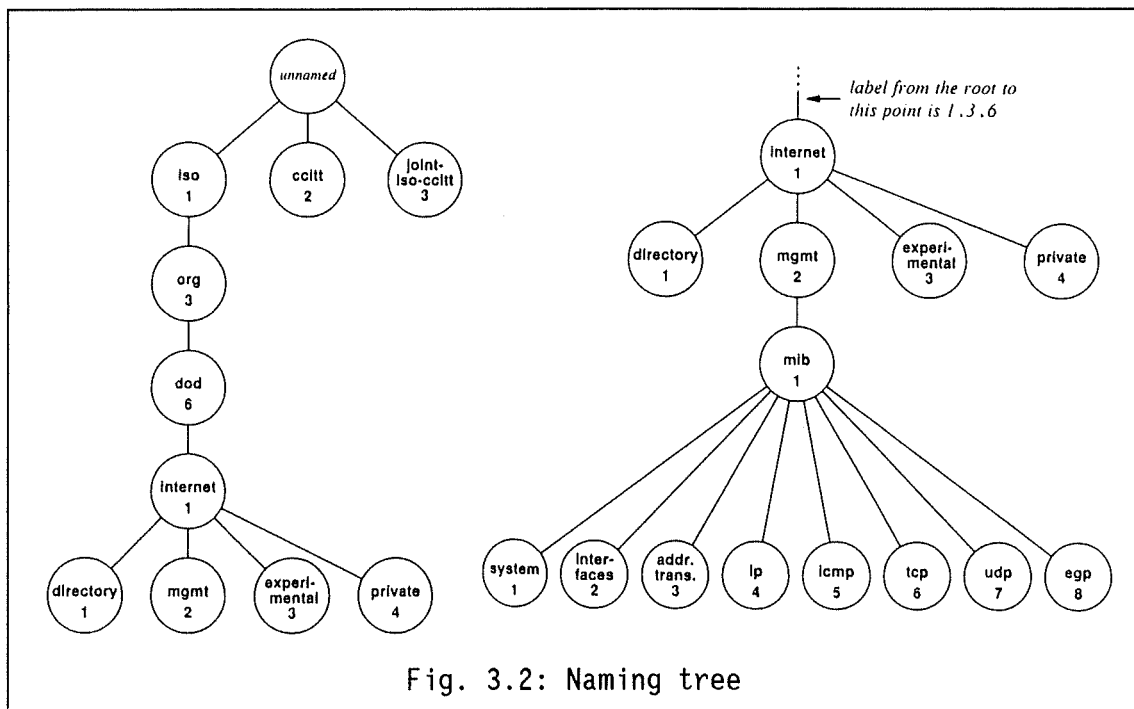 unnamed
iso
1
ccitt
2
joint-
iso-ccitt
3
org
3
dod
6
internet
1
directory
1
mgmt
2
experi-
mental
3
private
4
label from the root to
this point is 1.3.6
internet
1
directory
1
mgmt
2
experi-
mental
3
private
4
mib
1
system
1
inter-
faces
2
addr.
trans.
3
ip
4
icmp
5
tcp
6
udp
7
egp
8
Fig. 3.2: Naming tree